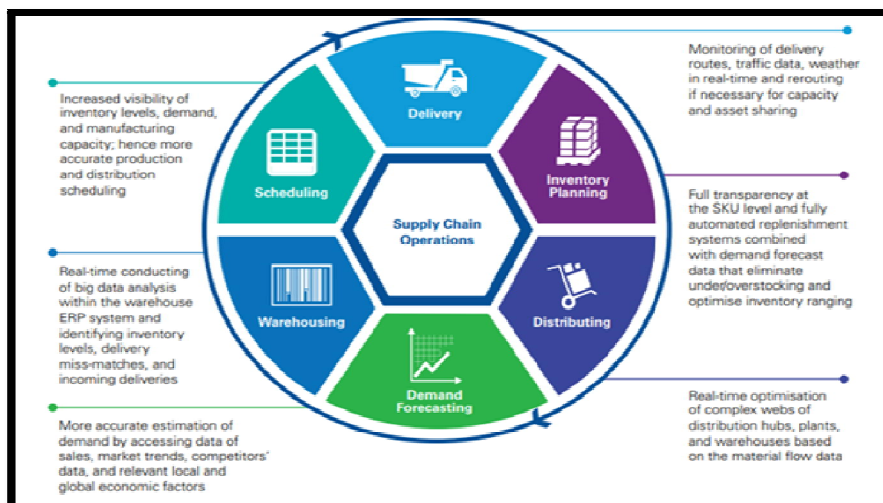 Increased visibility of
inventory levels, demand,
and manufacturing
capacity; hence more
accurate production
and distribution
scheduling
Real-time conducting
of big data analysis
within the warehouse
ERP system and
identifying inventory
levels, delivery
miss-matches, and
incoming deliveries
More accurate estimation of
demand by accessing data of
sales, market trends, competitors'
data, and relevant local and
global economic factors
Delivery
Scheduling
Inventory
Planning
Supply Chain
Operations
Warehousing
Distributing
Demand
Forecasting
Monitoring of delivery
routes, traffic data, weather
in real-time and rerouting
if necessary for capacity
and asset sharing
Full transparency at
the SKU level and fully
automated replenishment
systems combined
with demand forecast
data that eliminate
under/overstocking and
optimise inventory ranging
Real-time optimisation
of complex webs of
distribution hubs, plants,
and warehouses based
on the material flow data